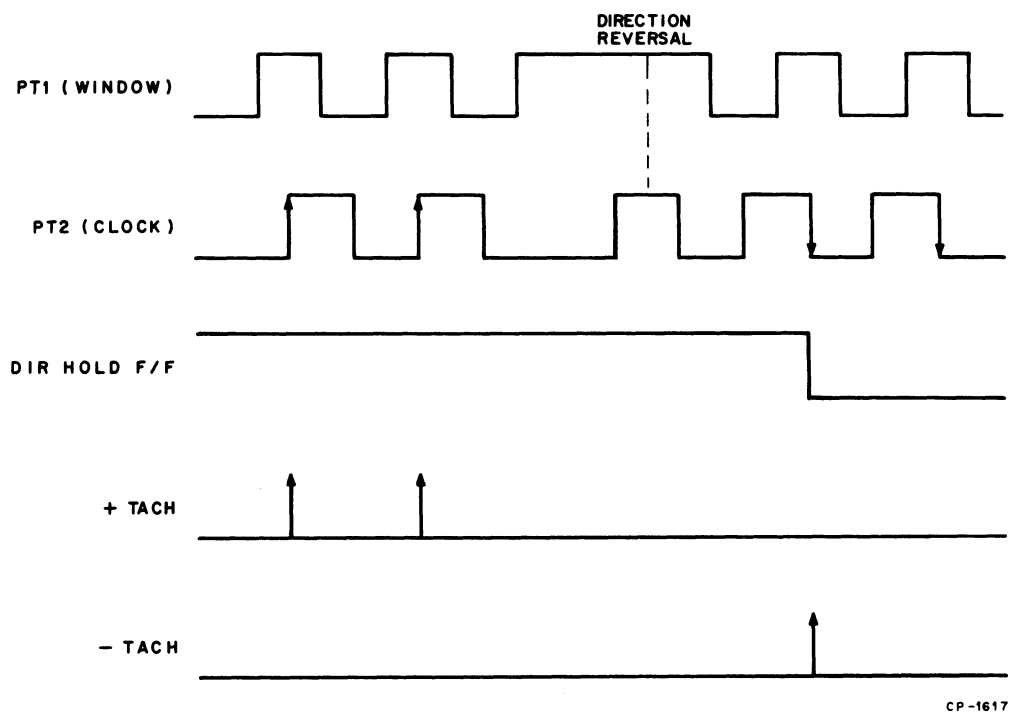 DIRECTION
REVERSAL
PT1 (WINDOW)
PT2 (CLOCK)
DIR HOLD F/F
+ TACH
- TACH
CP-1617